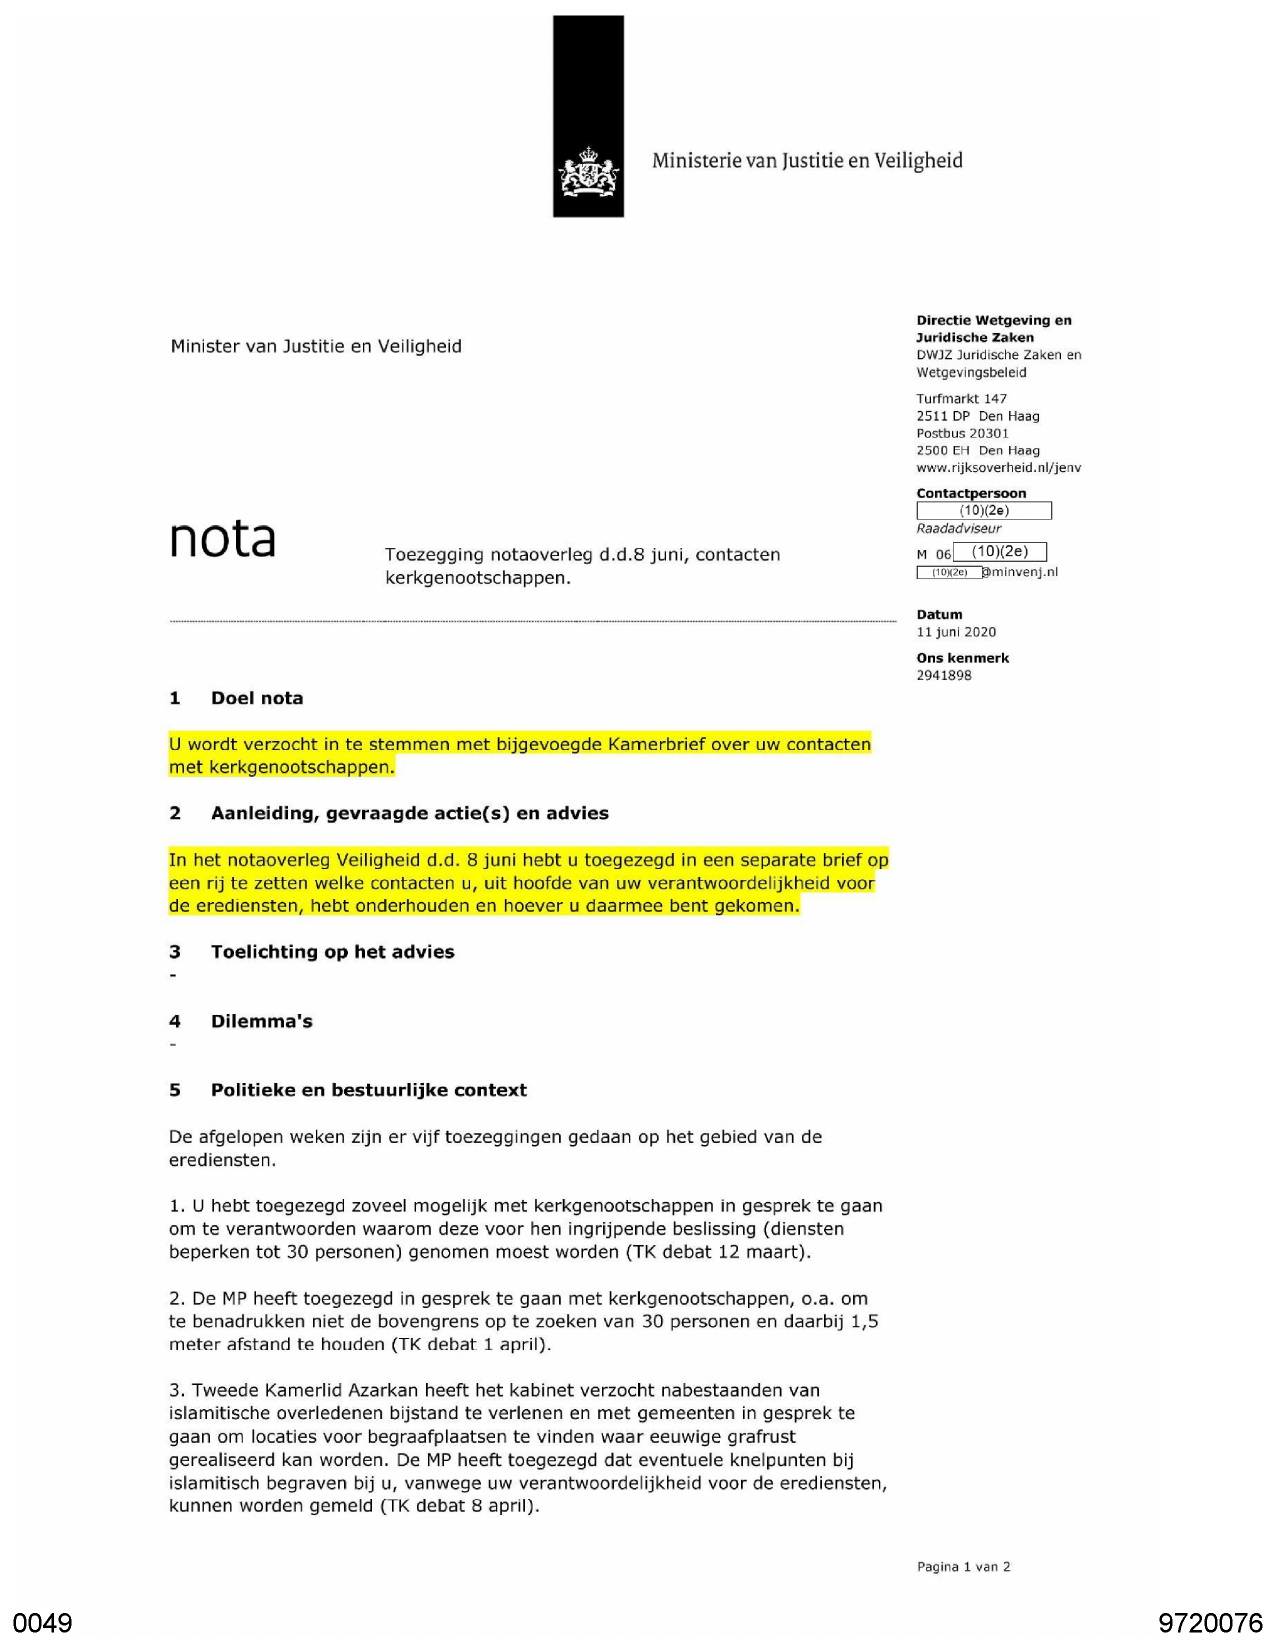 Ministerie van Justitie en Veiligheid
Minister van Justitie en Veiligheid
Directie Wetgeving en
Juridische Zaken
DWJZ Juridische Zaken en
Wetgevingsbeleid
Turfmarkt 147
2511 DP Den Haag
Postbus 20301
2500 EH Den Haag
www.rijksoverheid.nl/jenv
Contactpersoon
(10)(2e)
Raadadviseur
M 06 (10)(2e)
(10)(2e) @minvenj.nl
Datum
11 juni 2020
Ons kenmerk
2941898
nota
Toezegging notaoverleg d.d.8 juni, contacten
kerkgenootschappen.
1 Doel nota
U wordt verzocht in te stemmen met bijgevoegde Kamerbrief over uw contacten
met kerkgenootschappen.
2 Aanleiding, gevraagde actie(s) en advies
In het notaoverleg Veiligheid d.d. 8 juni hebt u toegezegd in een separate brief op
een rij te zetten welke contacten u, uit hoofde van uw verantwoordelijkheid voor
de erediensten, hebt onderhouden en hoever u daarmee bent gekomen.
3 Toelichting op het advies
-
4 Dilemma's
-
5 Politieke en bestuurlijke context
De afgelopen weken zijn er vijf toezeggingen gedaan op het gebied van de
erediensten.
1. U hebt toegezegd zoveel mogelijk met kerkgenootschappen in gesprek te gaan
om te verantwoorden waarom deze voor hen ingrijpende beslissing (diensten
beperken tot 30 personen) genomen moest worden (TK debat 12 maart).
2. De MP heeft toegezegd in gesprek te gaan met kerkgenootschappen, o.a. om
te benadrukken niet de bovengrens op te zoeken van 30 personen en daarbij 1,5
meter afstand te houden (TK debat 1 april).
3. Tweede Kamerlid Azarkan heeft het kabinet verzocht nabestaanden van
islamitische overledenen bijstand te verlenen en met gemeenten in gesprek te
gaan om locaties voor begraafplaatsen te vinden waar eeuwige grafrust
gerealiseerd kan worden. De MP heeft toegezegd dat eventuele knelpunten bij
islamitisch begraven bij u, vanwege uw verantwoordelijkheid voor de erediensten,
kunnen worden gemeld (TK debat 8 april).
Pagina 1 van 2
0049
9720076